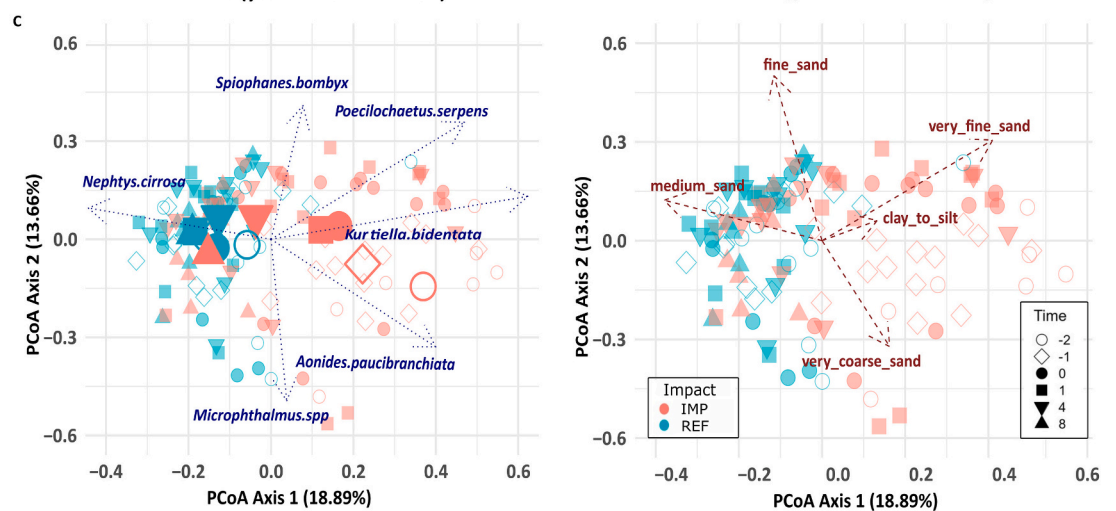 c
0.6
0.3
0.0
−0.3
−0.6
PCoA Axis 2 (13.66%)
Spiophanes.bombyx
Poecilochaetus.serpens
Nephtys.cirrosa
Kurtiella.bidentata
Aonides.paucibranchiata
Microphthalmus.spp
−0.4
−0.2
0.0
0.2
0.4
0.6
PCoA Axis 1 (18.89%)
0.6
0.3
0.0
−0.3
−0.6
PCoA Axis 2 (13.66%)
fine_sand
very_fine_sand
medium_sand
clay_to_silt
very_coarse_sand
Impact
IMP
REF
Time
-2
-1
0
1
4
8
−0.4
−0.2
0.0
0.2
0.4
0.6
PCoA Axis 1 (18.89%)